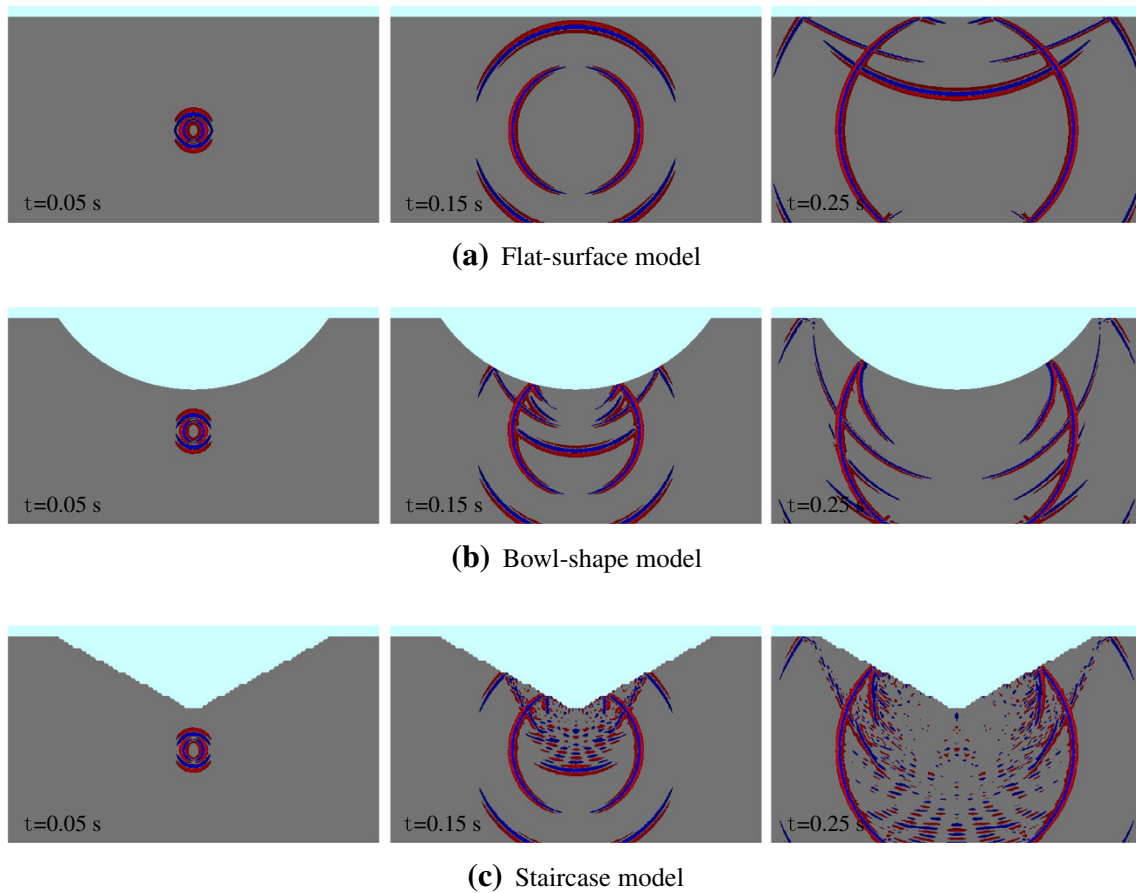 t=0.05 s
t=0.15 s
t=0.25 s
(a) Flat-surface model
t=0.05 s
t=0.15 s
t=0.25 s
(b) Bowl-shape model
t=0.05 s
t=0.15 s
t=0.25 s
(c) Staircase model